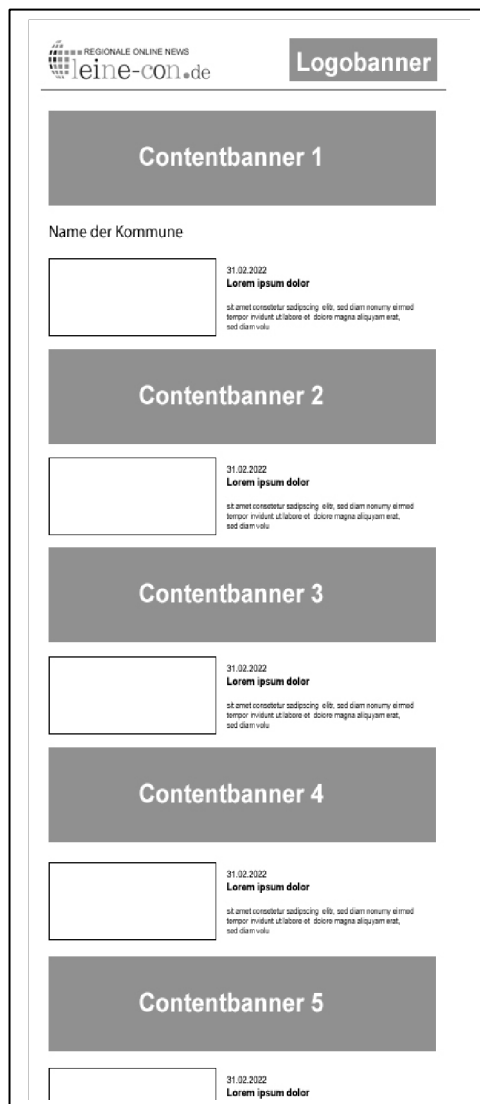 REGIONALE ONLINE NEWS
leine-con.de
Logobanner
Contentbanner 1
Name der Kommune
31.02.2022
Lorem ipsum dolor
sit amet consetetur sadipscing elitr, sed diam nonumy eirmod
tempor invidunt ut labore et dolore magna aliquyam erat,
sed diam volu
Contentbanner 2
31.02.2022
Lorem ipsum dolor
sit amet consetetur sadipscing elitr, sed diam nonumy eirmod
tempor invidunt ut labore et dolore magna aliquyam erat,
sed diam volu
Contentbanner 3
31.02.2022
Lorem ipsum dolor
sit amet consetetur sadipscing elitr, sed diam nonumy eirmod
tempor invidunt ut labore et dolore magna aliquyam erat,
sed diam volu
Contentbanner 4
31.02.2022
Lorem ipsum dolor
sit amet consetetur sadipscing elitr, sed diam nonumy eirmod
tempor invidunt ut labore et dolore magna aliquyam erat,
sed diam volu
Contentbanner 5
31.02.2022
Lorem ipsum dolor